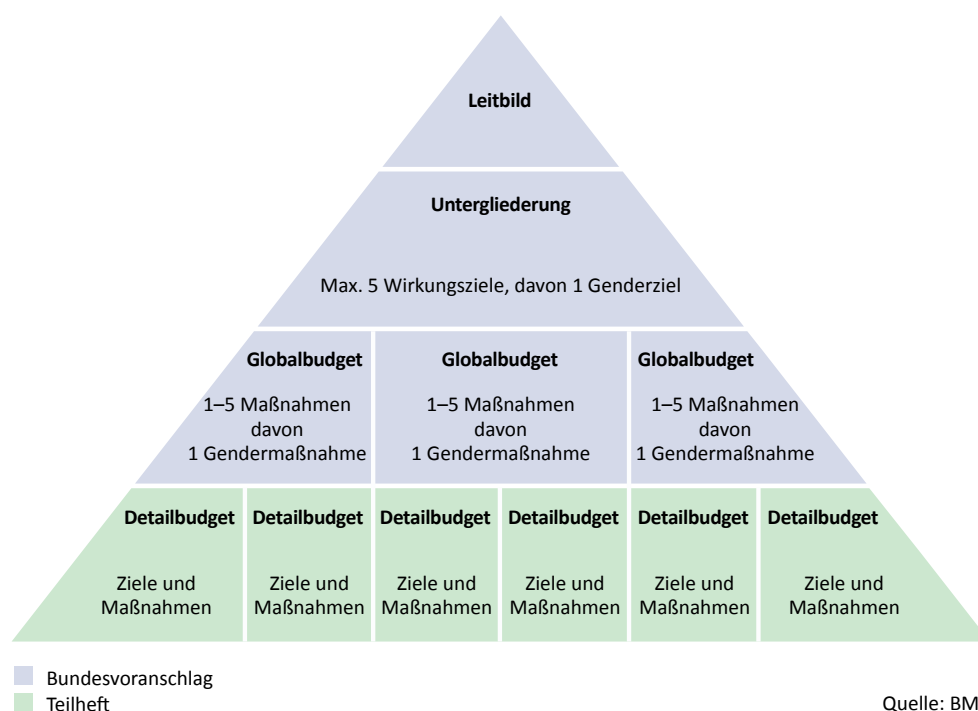 Leitbild
Untergliederung
Max. 5 Wirkungsziele, davon 1 Genderziel
Globalbudget
1–5 Maßnahmen
davon
1 Gendermaßnahme
Globalbudget
1–5 Maßnahmen
davon
1 Gendermaßnahme
Globalbudget
1–5 Maßnahmen
davon
1 Gendermaßnahme
Detailbudget
Ziele und
Maßnahmen
Detailbudget
Ziele und
Maßnahmen
Detailbudget
Ziele und
Maßnahmen
Detailbudget
Ziele und
Maßnahmen
Detailbudget
Ziele und
Maßnahmen
Detailbudget
Ziele und
Maßnahmen
Bundesvoranschlag
Teilheft
Quelle: BM